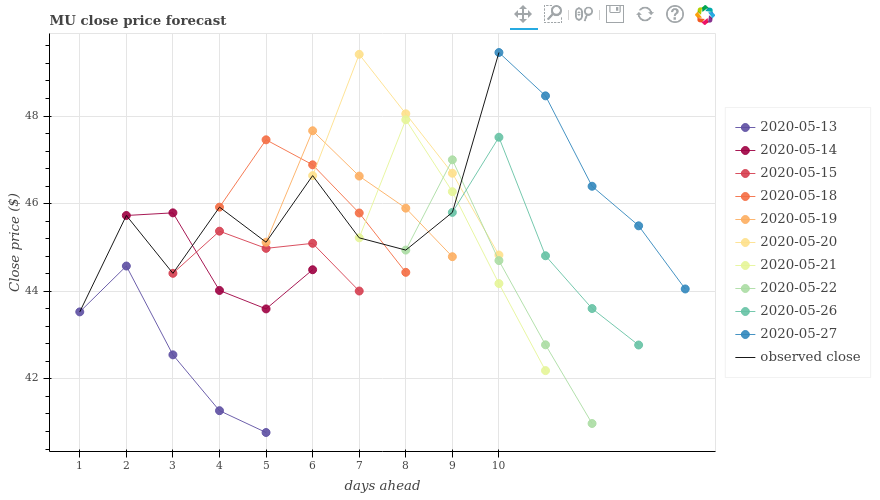 MU close price forecast
48
46
44
42
Close price ($)
1 2 3 4 5 6 7 8 9 10
days ahead
2020-05-13
2020-05-14
2020-05-15
2020-05-18
2020-05-19
2020-05-20
2020-05-21
2020-05-22
2020-05-26
2020-05-27
observed close